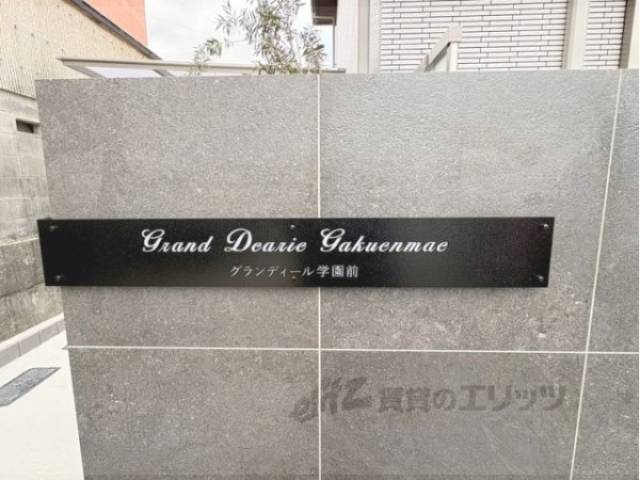 Grand Dearie Gakuenmae
グランディール学園前
elitz 賃貸のエリッツ